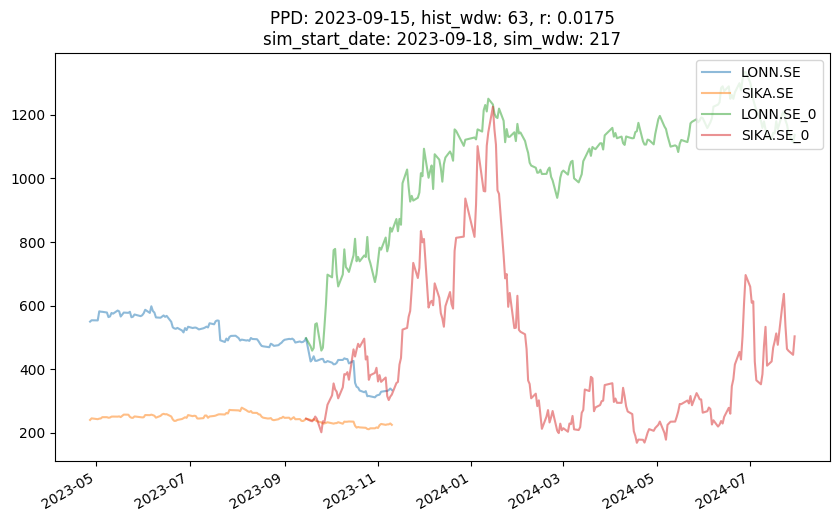 PPD: 2023-09-15, hist_wdw: 63, r: 0.0175
sim_start_date: 2023-09-18, sim_wdw: 217
LONN.SE
SIKA.SE
LONN.SE_0
SIKA.SE_0
1200
1000
800
600
400
200
2023-05
2023-07
2023-09
2023-11
2024-01
2024-03
2024-05
2024-07